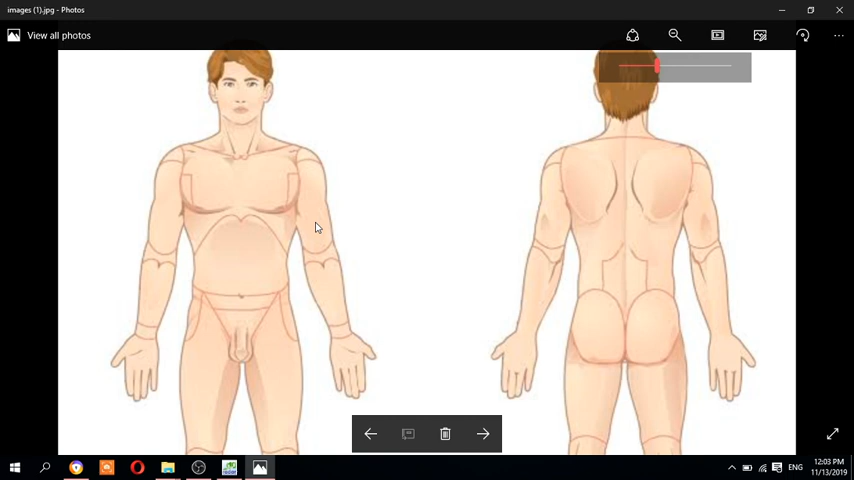 images (1).jpg - Photos
View all photos
ENG
12:03 PM
11/13/2019